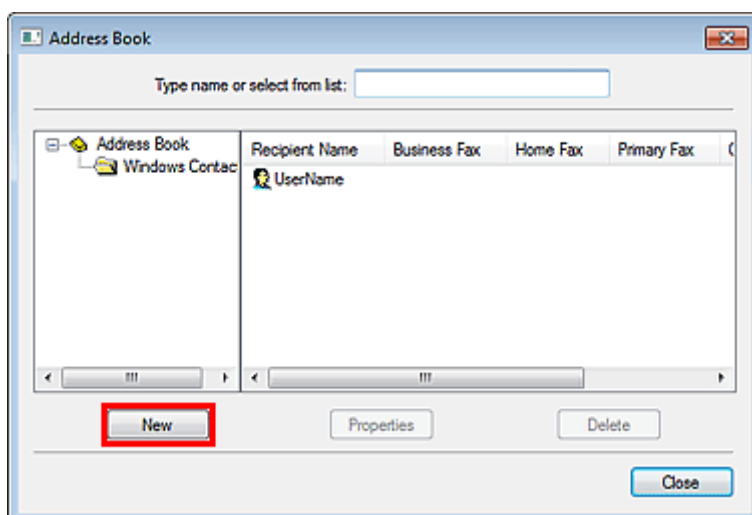 Address Book
Type name or select from list:
Address Book
Windows Contac
Recipient Name Business Fax Home Fax Primary Fax
UserName
New Properties Delete
Close